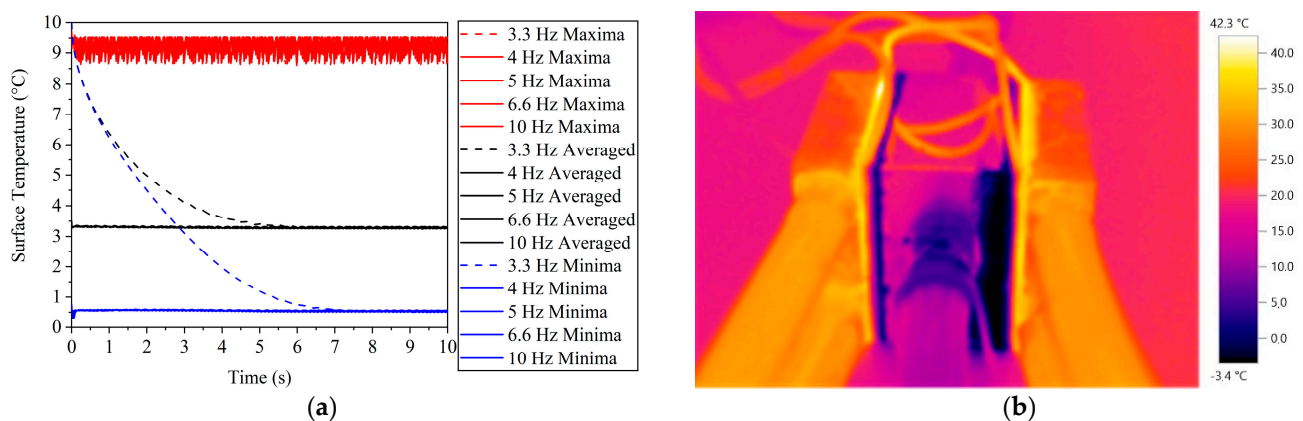 (a)
Surface Temperature (°C)
10
9
8
7
6
5
4
3
2
1
0
0 1 2 3 4 5 6 7 8 9 10
Time (s)
3.3 Hz Maxima
4 Hz Maxima
5 Hz Maxima
6.6 Hz Maxima
10 Hz Maxima
3.3 Hz Averaged
4 Hz Averaged
5 Hz Averaged
6.6 Hz Averaged
10 Hz Averaged
3.3 Hz Minima
4 Hz Minima
5 Hz Minima
6.6 Hz Minima
10 Hz Minima
(b)
42.3 °C
40.0
35.0
30.0
25.0
20.0
15.0
10.0
5.0
0.0
-3.4 °C